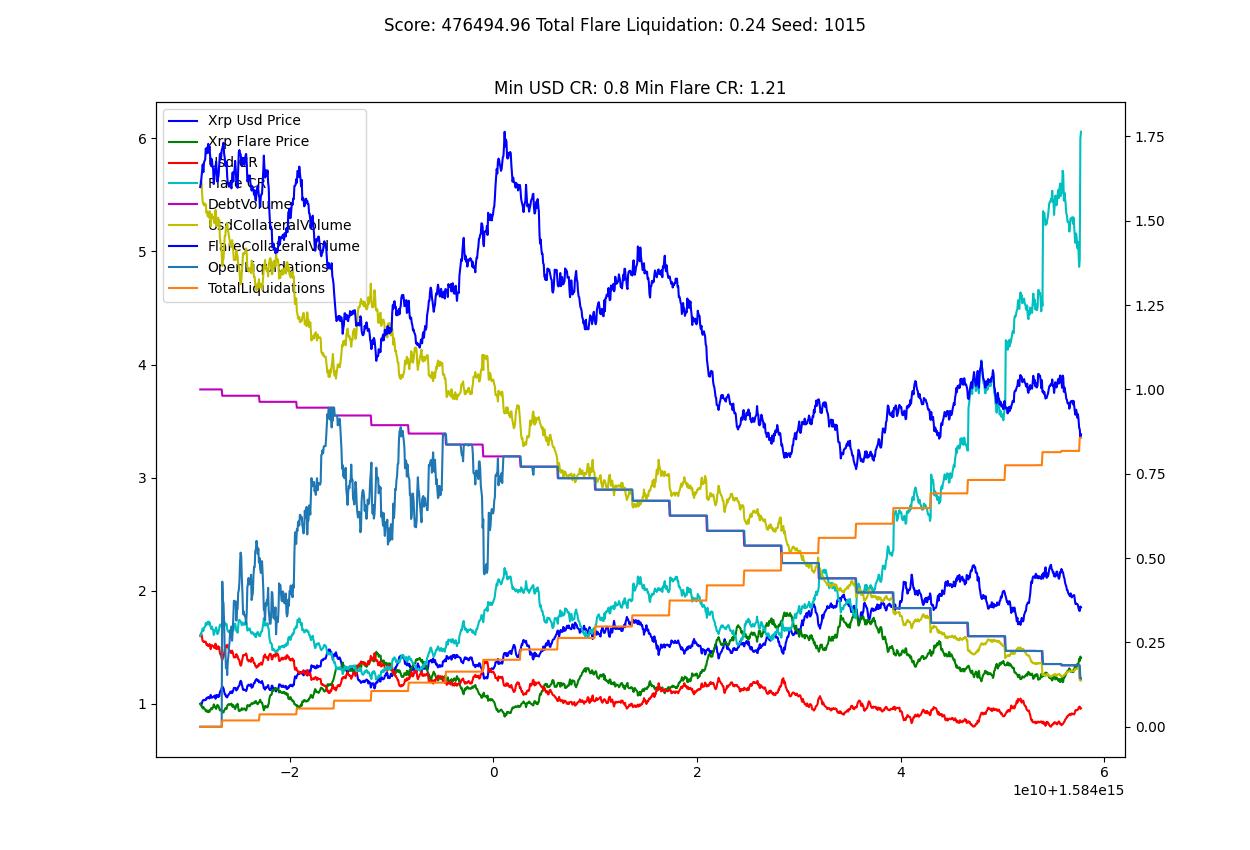 Score: 476494.96 Total Flare Liquidation: 0.24 Seed: 1015
Min USD CR: 0.8 Min Flare CR: 1.21
Xrp Usd Price
Xrp Flare Price
Usd CR
Flare CR
DebtVolume
UsdCollateralVolume
FlareCollateralVolume
OpenLiquidations
TotalLiquidations
6
5
4
3
2
1
1.75
1.50
1.25
1.00
0.75
0.50
0.25
0.00
−2 0 2 4 6
1e10+1.584e15